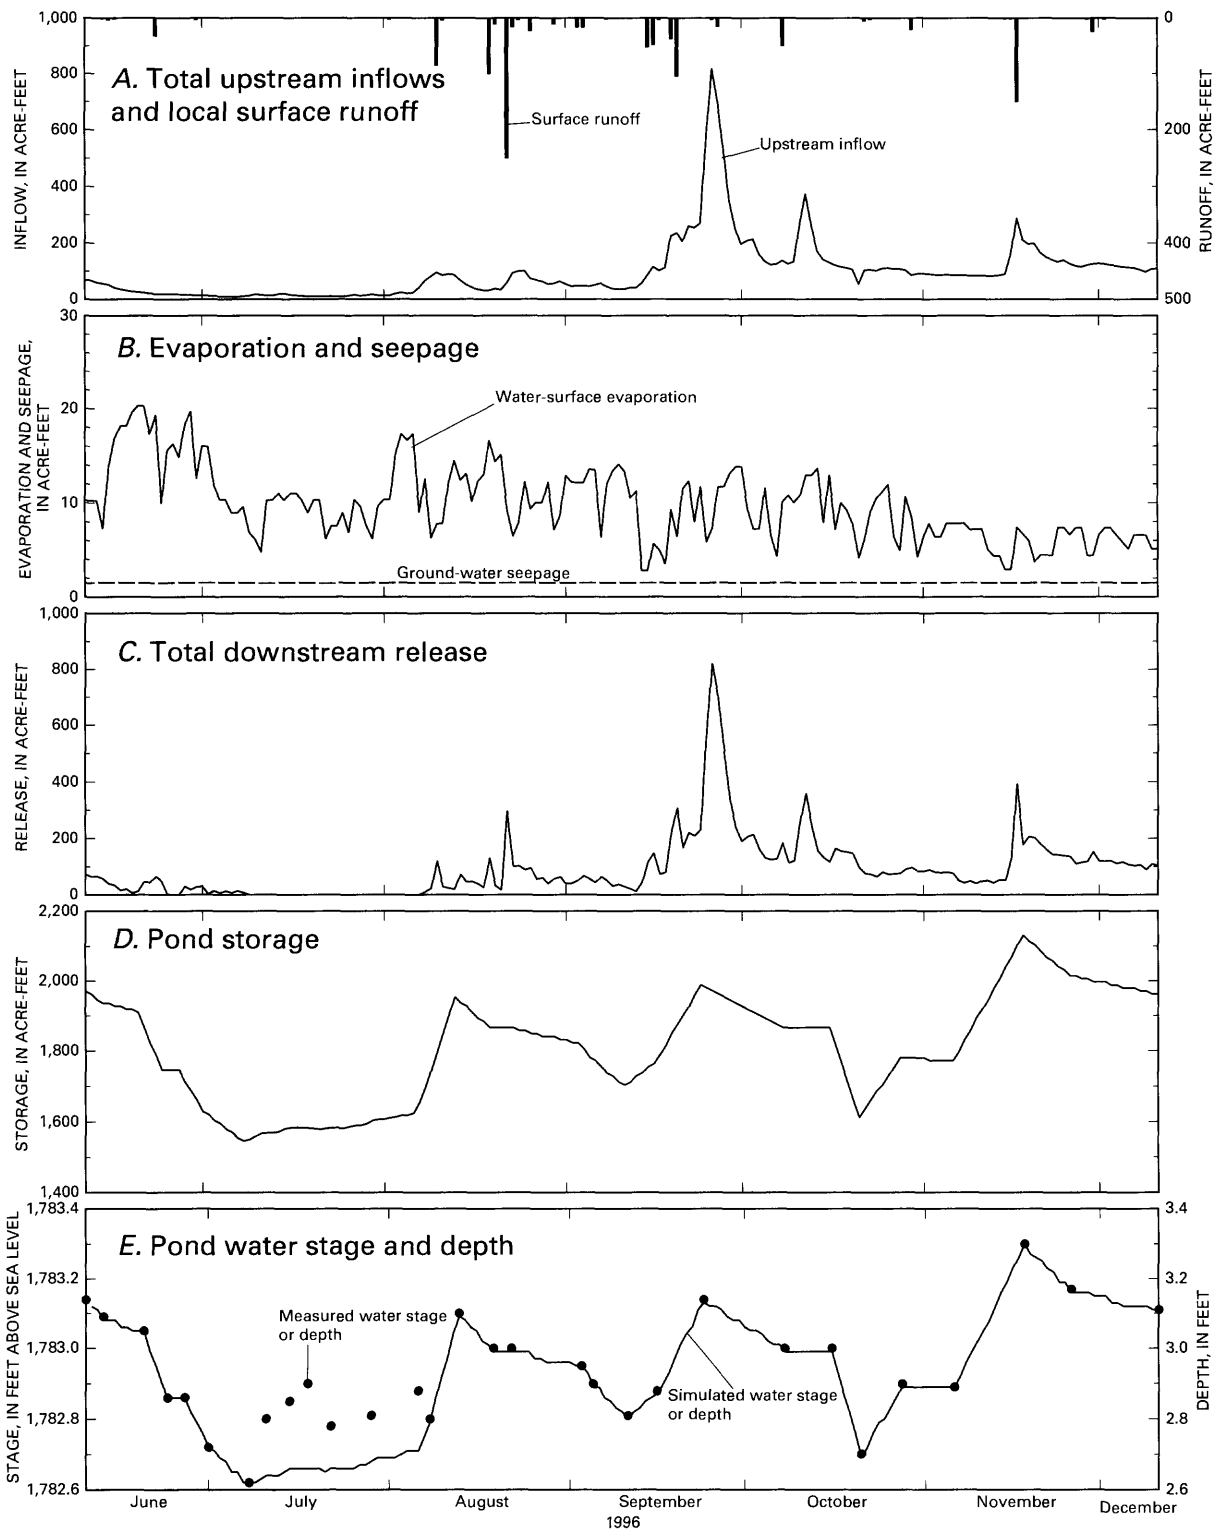 A. Total upstream inflows
and local surface runoff
INFLOW, IN ACRE-FEET
1,000
800
600
400
200
0
Surface runoff
Upstream inflow
0
200
400
500
RUNOFF, IN ACRE-FEET
B. Evaporation and seepage
EVAPORATION AND SEEPAGE,
IN ACRE-FEET
30
20
10
0
Water-surface evaporation
Ground-water seepage
C. Total downstream release
RELEASE, IN ACRE-FEET
1,000
800
600
400
200
0
D. Pond storage
STORAGE, IN ACRE-FEET
2,200
2,000
1,800
1,600
1,400
E. Pond water stage and depth
STAGE, IN FEET ABOVE SEA LEVEL
1,783.4
1,783.2
1,783.0
1,782.8
1,782.6
Measured water stage
or depth
Simulated water stage
or depth
3.4
3.2
3.0
2.8
2.6
DEPTH, IN FEET
June July August September October November December
1996